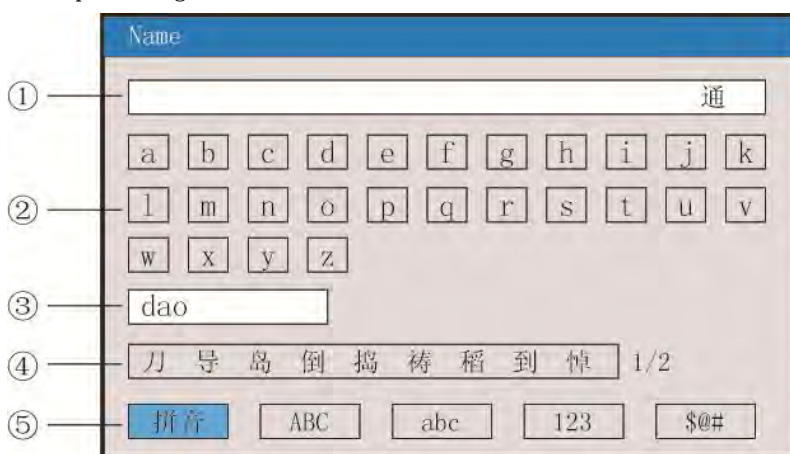 Name
① 通
a b c d e f g h i j k
② l m n o p q r s t u v
w x y z
③ dao
④ 刀 导 岛 倒 捣 祷 稻 到 悼 1/2
⑤ 拼音 ABC abc 123 $@#